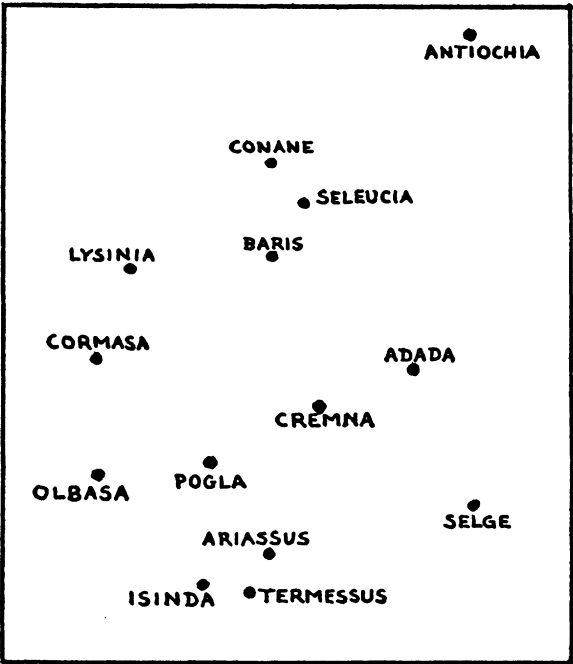 ANTIOCHIA
CONANE
SELEUCIA
BARIS
LYSINIA
CORMASA
ADADA
CREMNA
POGLA
OLBASA
SELGE
ARIASSUS
ISINDA
TERMESSUS